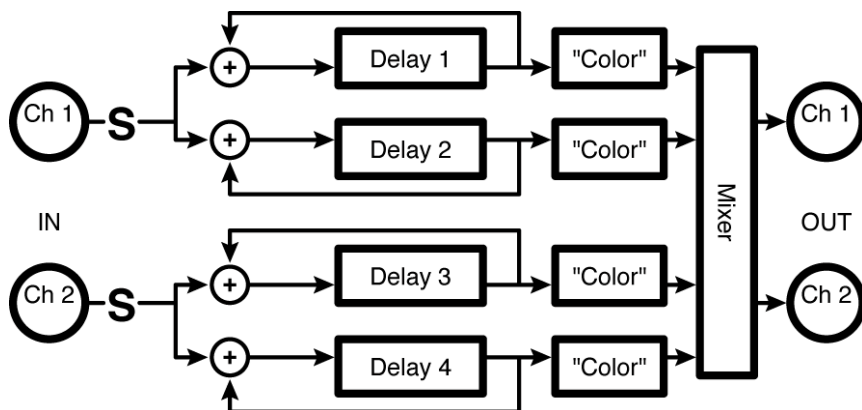 Delay 1
"Color"
Ch 1
S
Delay 2
"Color"
Ch 1
IN
Mixer
OUT
Delay 3
"Color"
Ch 2
S
Delay 4
"Color"
Ch 2